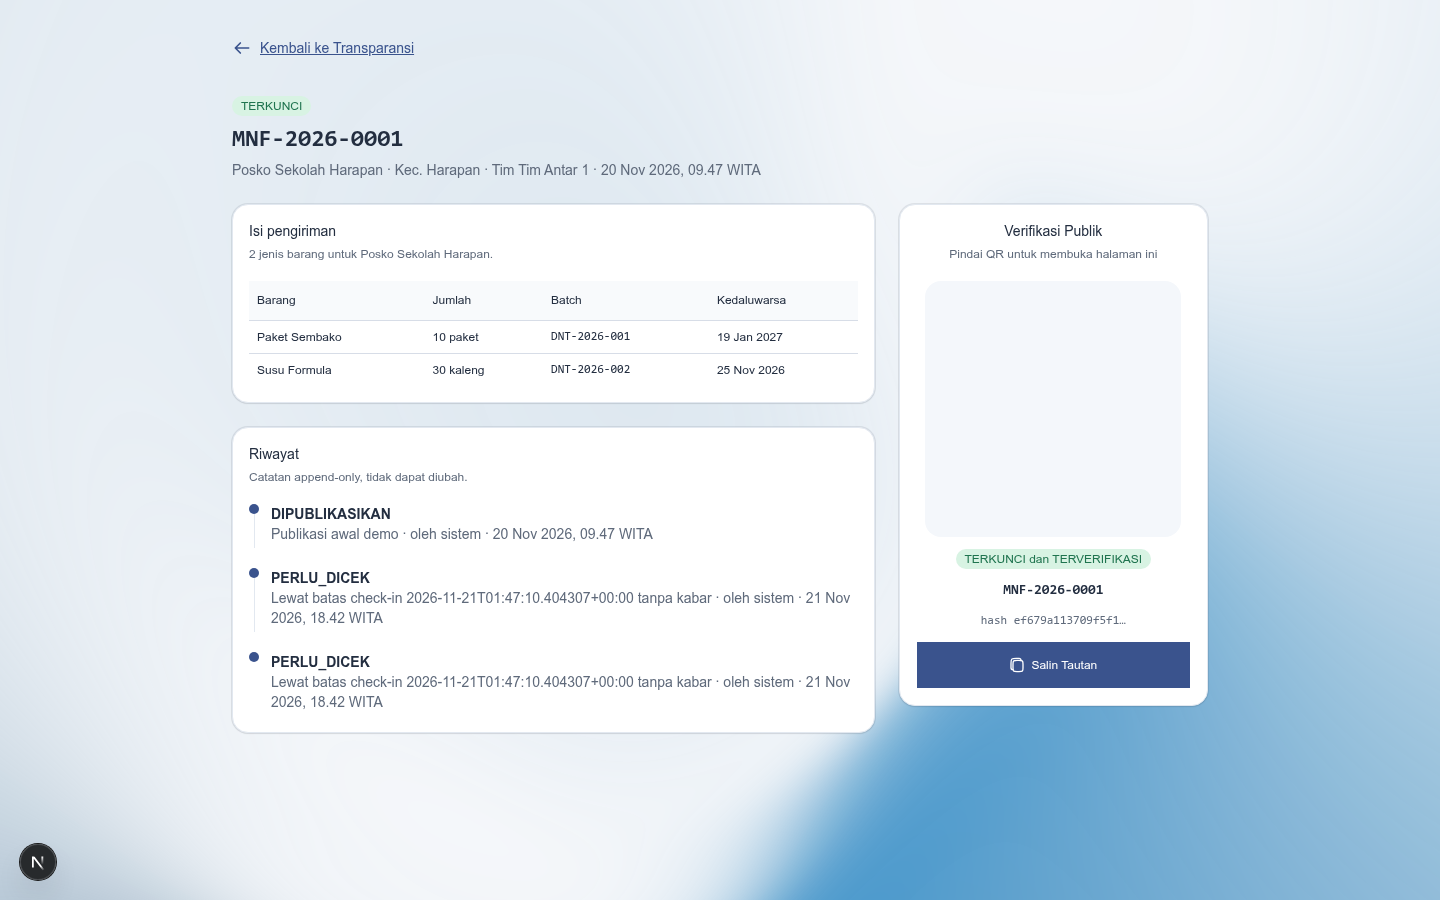 Kembali ke Transparansi
TERKUNCI
MNF-2026-0001
Posko Sekolah Harapan · Kec. Harapan · Tim Tim Antar 1 · 20 Nov 2026, 09.47 WITA
Isi pengiriman
2 jenis barang untuk Posko Sekolah Harapan.
Barang Jumlah Batch Kedaluwarsa
Paket Sembako 10 paket DNT-2026-001 19 Jan 2027
Susu Formula 30 kaleng DNT-2026-002 25 Nov 2026
Riwayat
Catatan append-only, tidak dapat diubah.
DIPUBLIKASIKAN
Publikasi awal demo · oleh sistem · 20 Nov 2026, 09.47 WITA
PERLU_DICEK
Lewat batas check-in 2026-11-21T01:47:10.404307+00:00 tanpa kabar · oleh sistem · 21 Nov
2026, 18.42 WITA
PERLU_DICEK
Lewat batas check-in 2026-11-21T01:47:10.404307+00:00 tanpa kabar · oleh sistem · 21 Nov
2026, 18.42 WITA
Verifikasi Publik
Pindai QR untuk membuka halaman ini
TERKUNCI dan TERVERIFIKASI
MNF-2026-0001
hash ef679a113709f5f1…
Salin Tautan
N